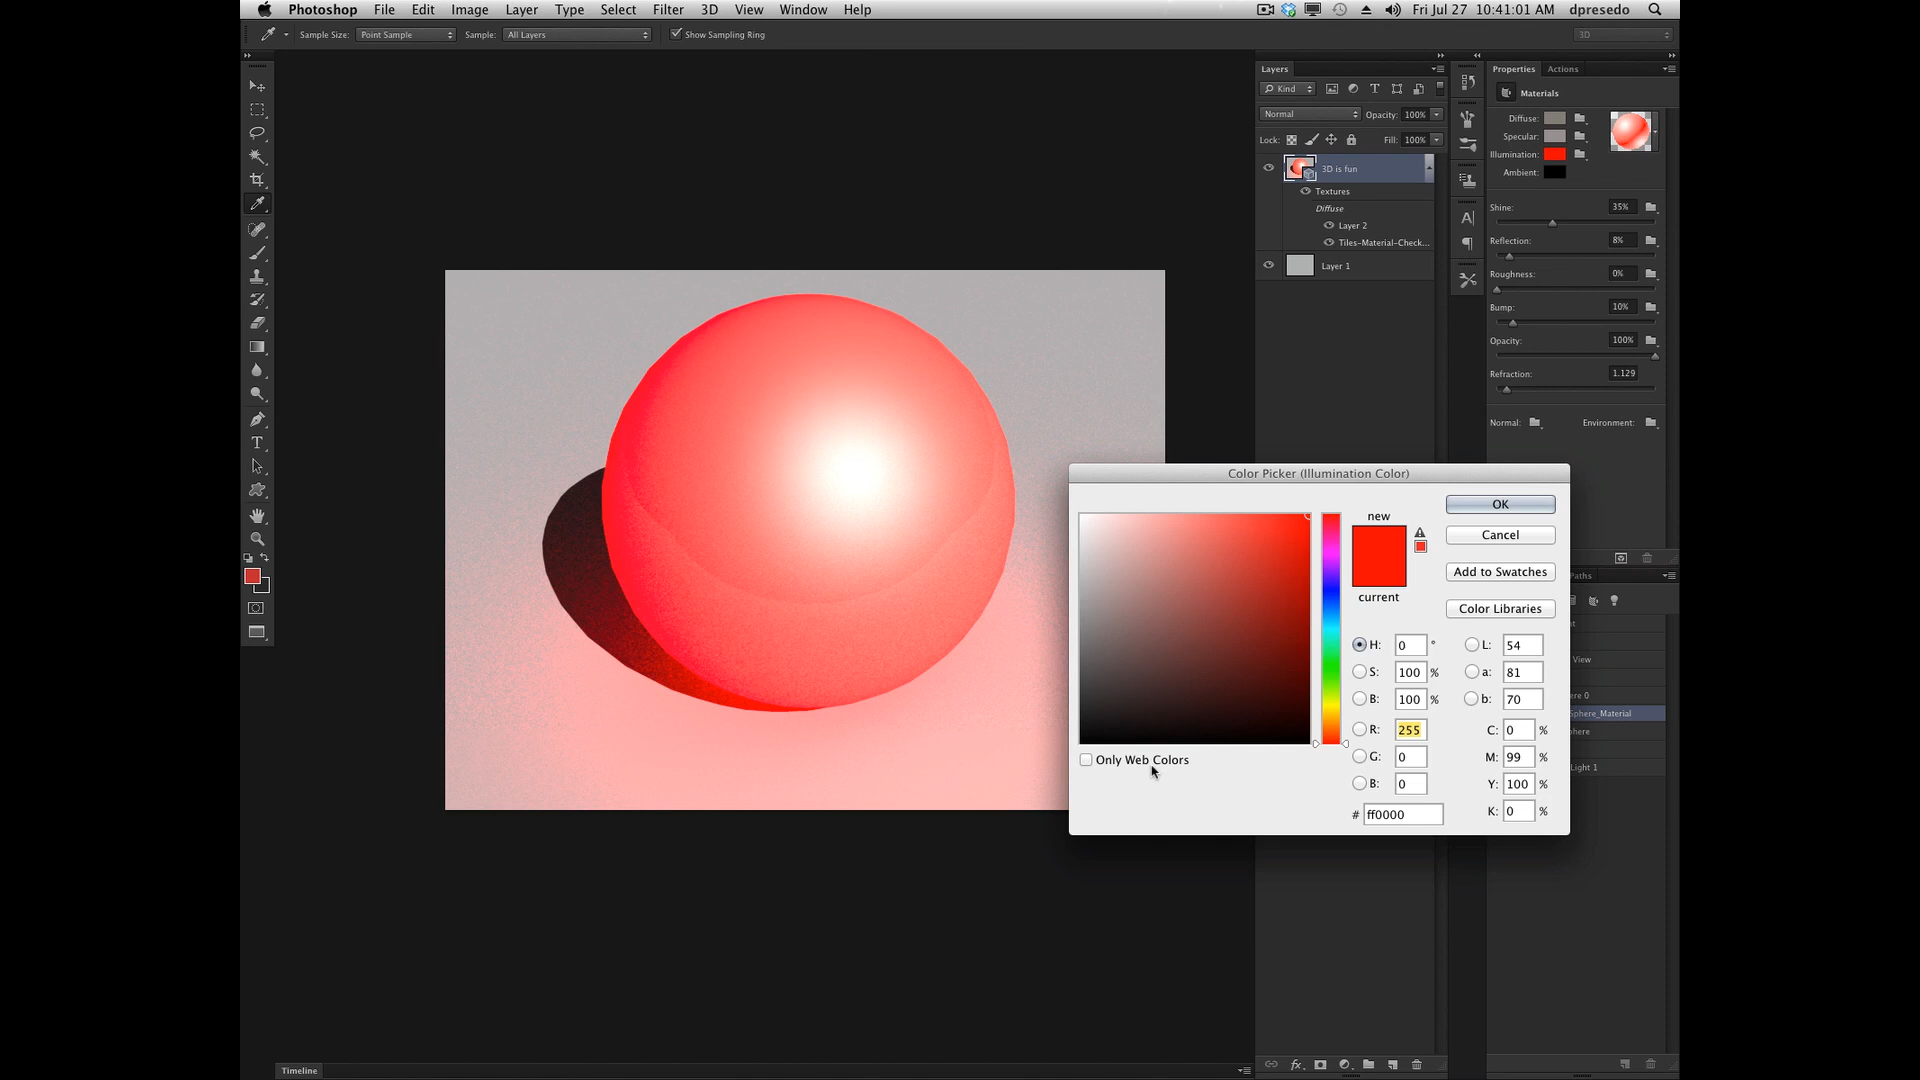 Photoshop File Edit Image Layer Type Select Filter 3D View Window Help
Fri Jul 27 10:41:01 AM dpresedo
Sample Size: Point Sample Sample: All Layers Show Sampling Ring
3D
Layers
Kind
Normal Opacity: 100%
Lock: Fill: 100%
3D is fun
Textures
Diffuse
Layer 2
Tiles-Material-Check...
Layer 1
Properties Actions
Materials
Diffuse:
Specular:
Illumination:
Ambient:
Shine: 35%
Reflection: 8%
Roughness: 0%
Bump: 10%
Opacity: 100%
Refraction: 1.129
Normal: Environment:
Color Picker (Illumination Color)
new
current
OK
Cancel
Add to Swatches
Color Libraries
H: 0 °
S: 100 %
B: 100 %
R: 255
G: 0
B: 0
# ff0000
L: 54
a: 81
b: 70
C: 0 %
M: 99 %
Y: 100 %
K: 0 %
Only Web Colors
Paths
View
ere 0
Sphere_Material
phere
Light 1
Timeline